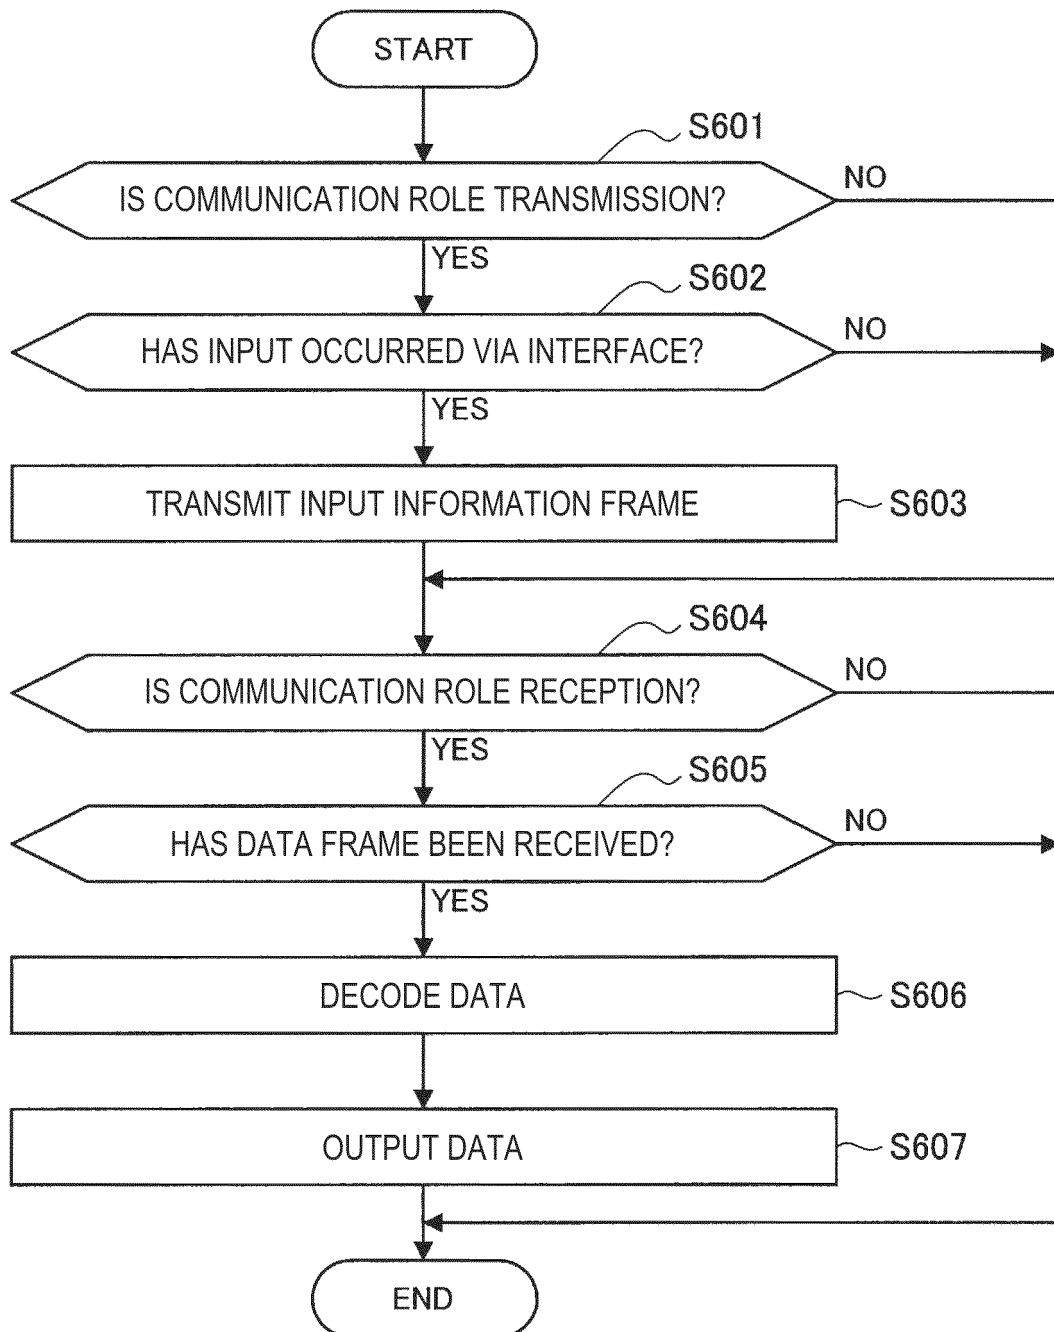 START
S601
IS COMMUNICATION ROLE TRANSMISSION?
NO
YES
S602
HAS INPUT OCCURRED VIA INTERFACE?
NO
YES
TRANSMIT INPUT INFORMATION FRAME
S603
S604
IS COMMUNICATION ROLE RECEPTION?
NO
YES
S605
HAS DATA FRAME BEEN RECEIVED?
NO
YES
DECODE DATA
S606
OUTPUT DATA
S607
END